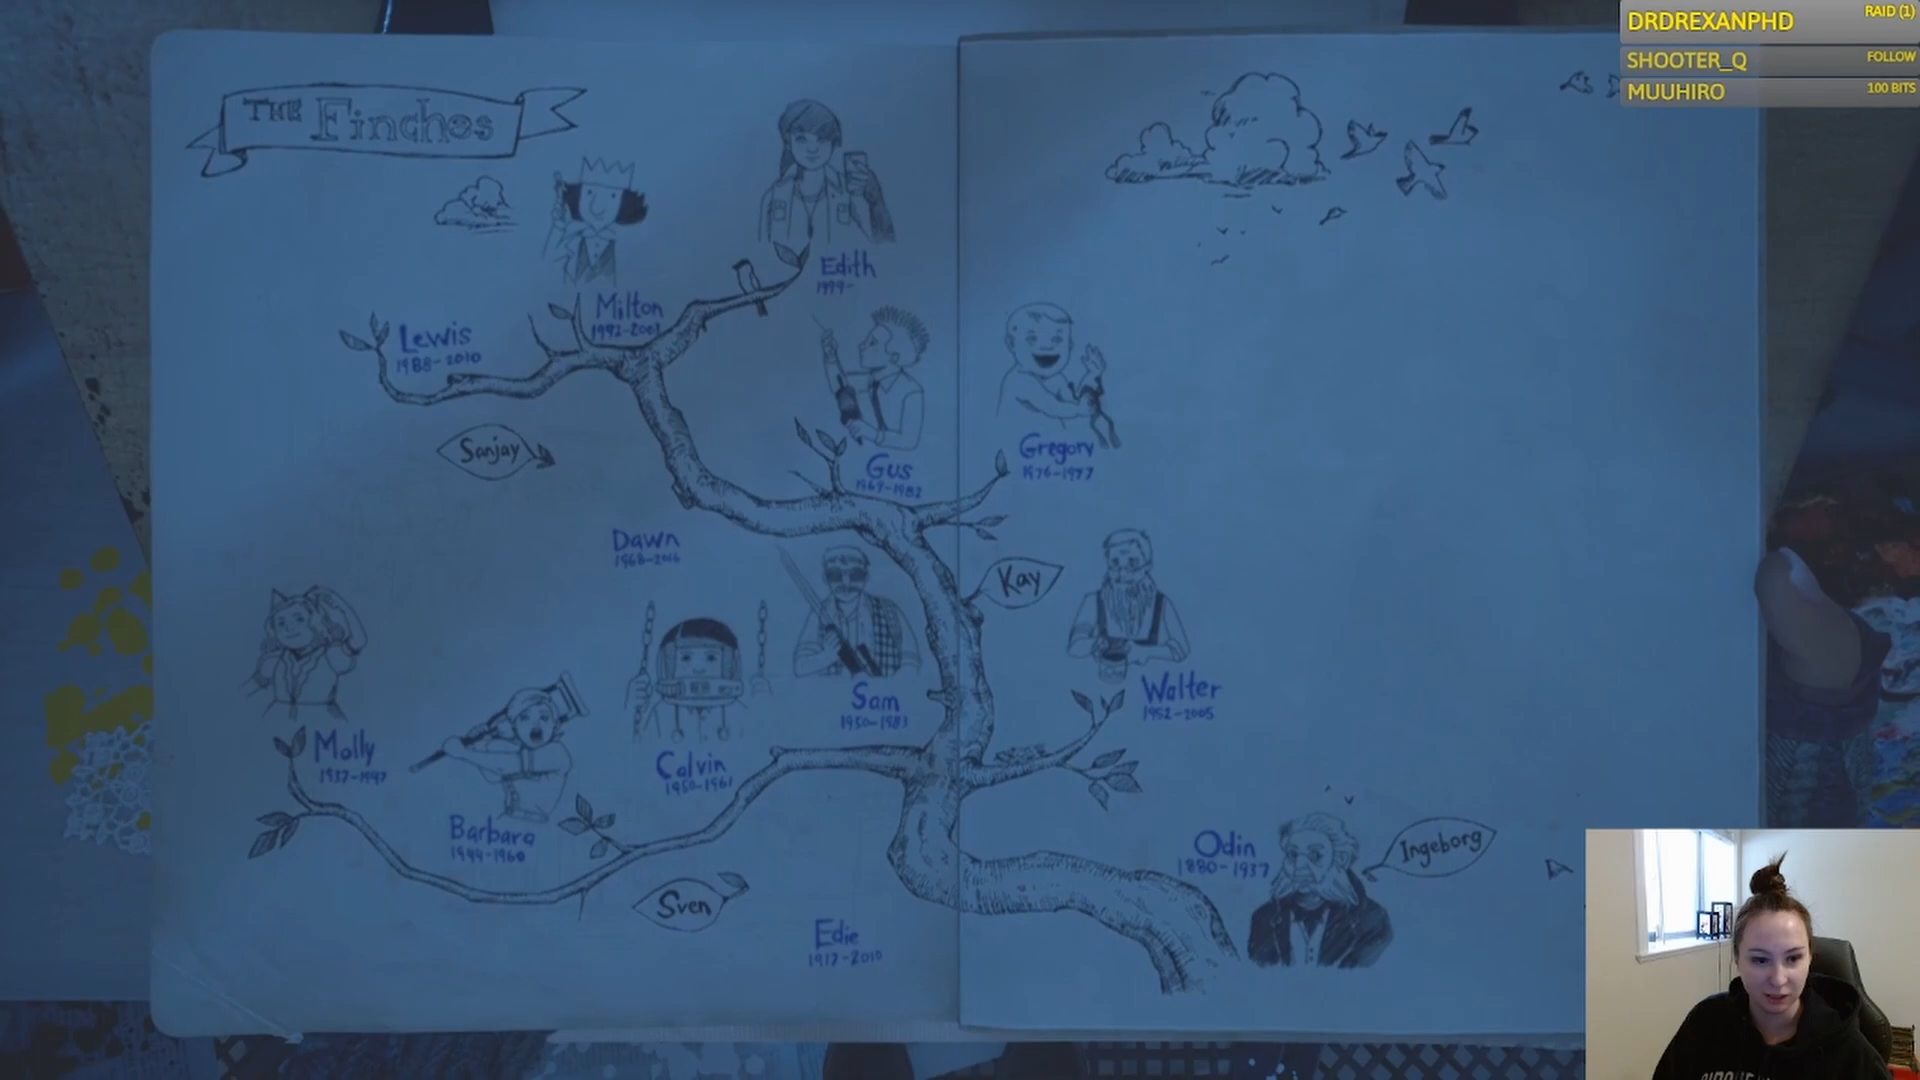 DRDREXANPHD RAID (1)
SHOOTER_Q FOLLOW
MUUHIRO 100 BITS
THE Finches
Edith
1999-
Milton
1992-2003
Lewis
1988-2010
Sanjay
Gus
1969-1982
Gregory
1976-1977
Dawn
1968-2016
Kay
Sam
1950-1983
Walter
1952-2005
Molly
1937-1947
Calvin
1950-1961
Barbara
1944-1960
Odin
1880-1937
Ingeborg
Sven
Edie
1917-2010